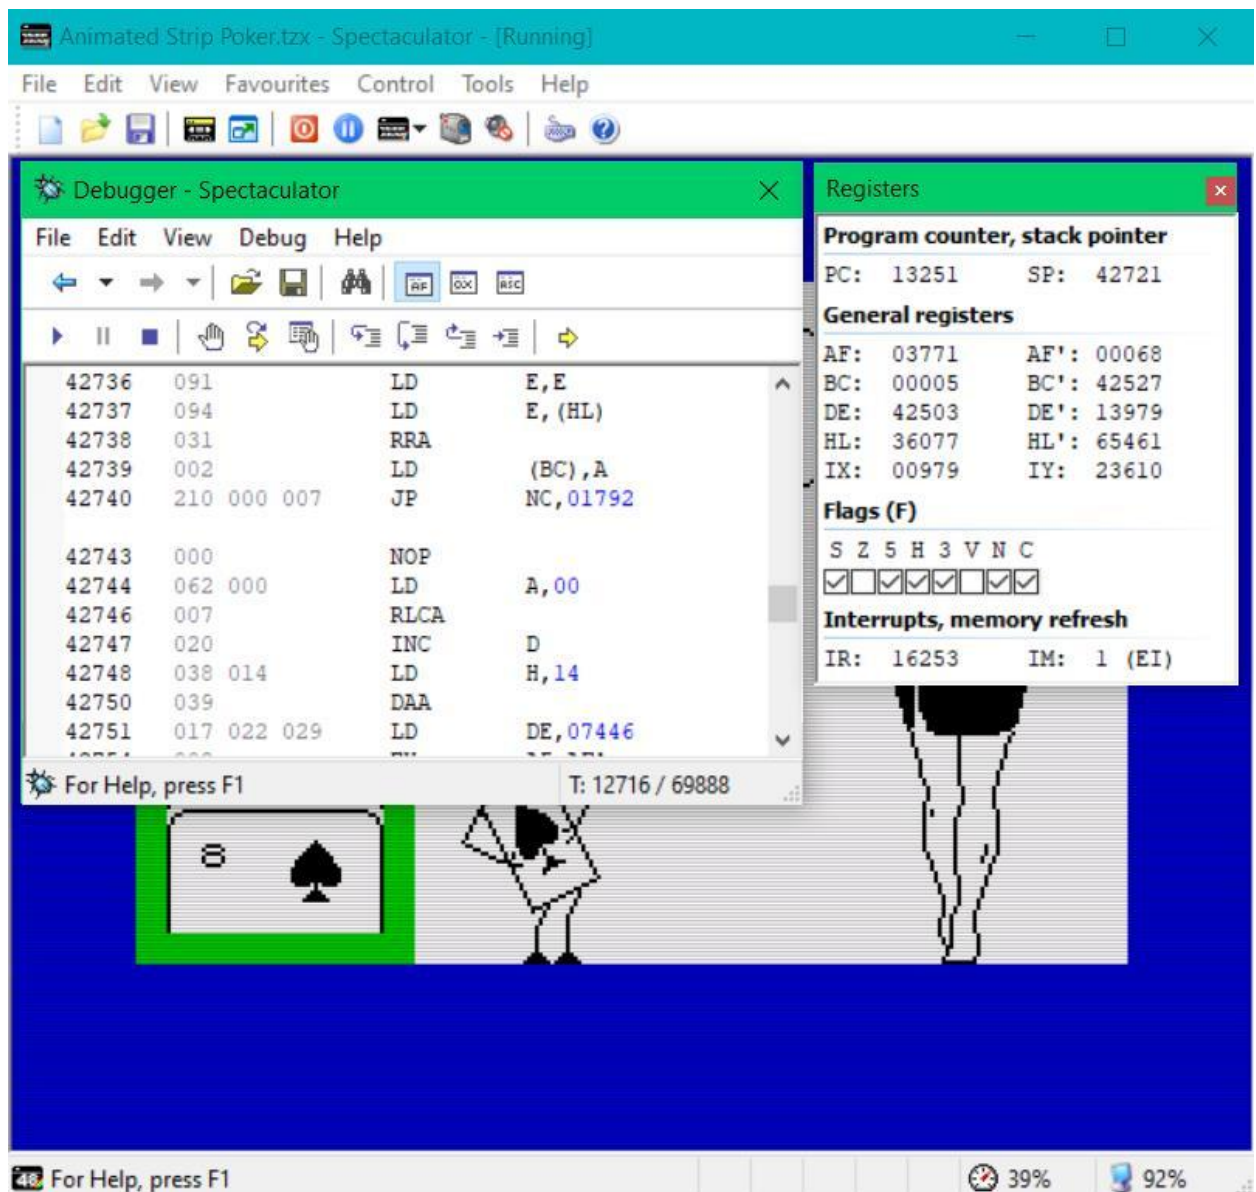 Animated Strip Poker.tzx - Spectaculator - [Running]
File Edit View Favourites Control Tools Help
Debugger - Spectaculator
File Edit View Debug Help
AF OX ASC
42736 091 LD E,E
42737 094 LD E,(HL)
42738 031 RRA
42739 002 LD (BC),A
42740 210 000 007 JP NC,01792
42743 000 NOP
42744 062 000 LD A,00
42746 007 RLCA
42747 020 INC D
42748 038 014 LD H,14
42750 039 DAA
42751 017 022 029 LD DE,07446
For Help, press F1 T: 12716 / 69888
Registers
Program counter, stack pointer
PC: 13251 SP: 42721
General registers
AF: 03771 AF': 00068
BC: 00005 BC': 42527
DE: 42503 DE': 13979
HL: 36077 HL': 65461
IX: 00979 IY: 23610
Flags (F)
S Z 5 H 3 V N C
Interrupts, memory refresh
IR: 16253 IM: 1 (EI)
8
48 For Help, press F1 39% 92%